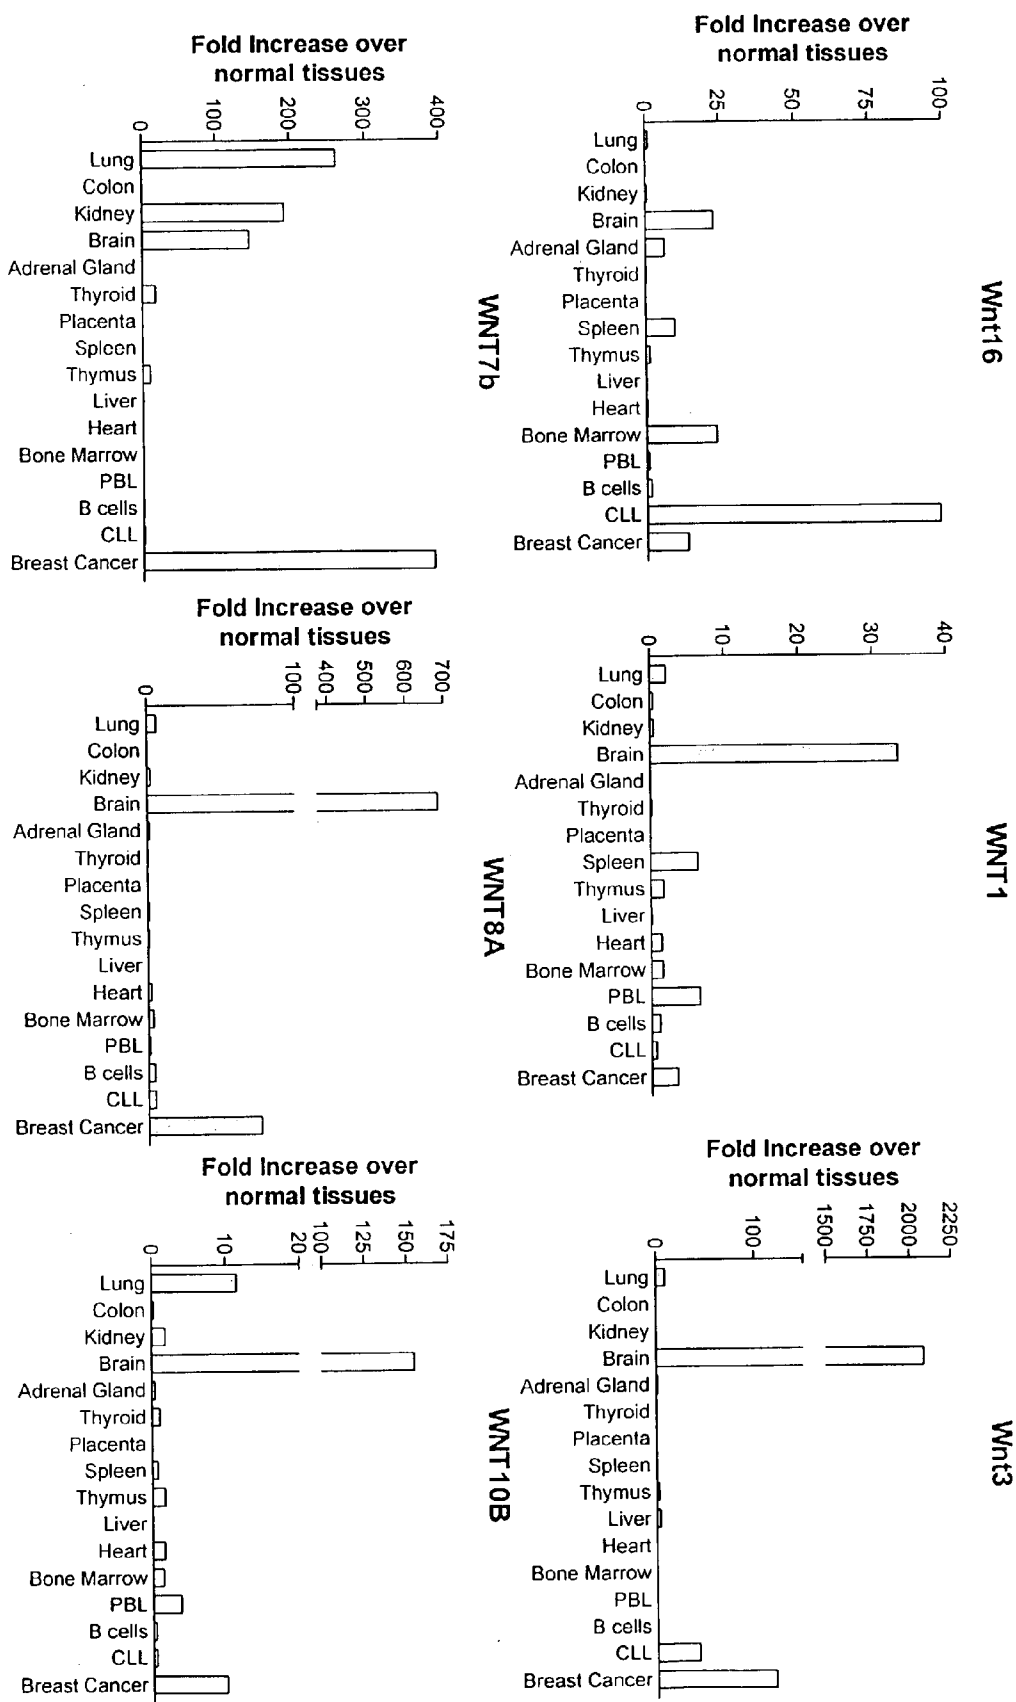 Wnt16
Fold Increase over
normal tissues
0
25
50
75
100
Lung
Colon
Kidney
Brain
Adrenal Gland
Thyroid
Placenta
Spleen
Thymus
Liver
Heart
Bone Marrow
PBL
B cells
CLL
Breast Cancer
WNT1
0
10
20
30
40
Lung
Colon
Kidney
Brain
Adrenal Gland
Thyroid
Placenta
Spleen
Thymus
Liver
Heart
Bone Marrow
PBL
B cells
CLL
Breast Cancer
Wnt3
Fold Increase over
normal tissues
0
100
1500
1750
2000
2250
Lung
Colon
Kidney
Brain
Adrenal Gland
Thyroid
Placenta
Spleen
Thymus
Liver
Heart
Bone Marrow
PBL
B cells
CLL
Breast Cancer
WNT7b
Fold Increase over
normal tissues
0
100
200
300
400
Lung
Colon
Kidney
Brain
Adrenal Gland
Thyroid
Placenta
Spleen
Thymus
Liver
Heart
Bone Marrow
PBL
B cells
CLL
Breast Cancer
WNT8A
Fold Increase over
normal tissues
0
100
400
500
600
700
Lung
Colon
Kidney
Brain
Adrenal Gland
Thyroid
Placenta
Spleen
Thymus
Liver
Heart
Bone Marrow
PBL
B cells
CLL
Breast Cancer
WNT10B
Fold Increase over
normal tissues
0
10
20
100
125
150
175
Lung
Colon
Kidney
Brain
Adrenal Gland
Thyroid
Placenta
Spleen
Thymus
Liver
Heart
Bone Marrow
PBL
B cells
CLL
Breast Cancer